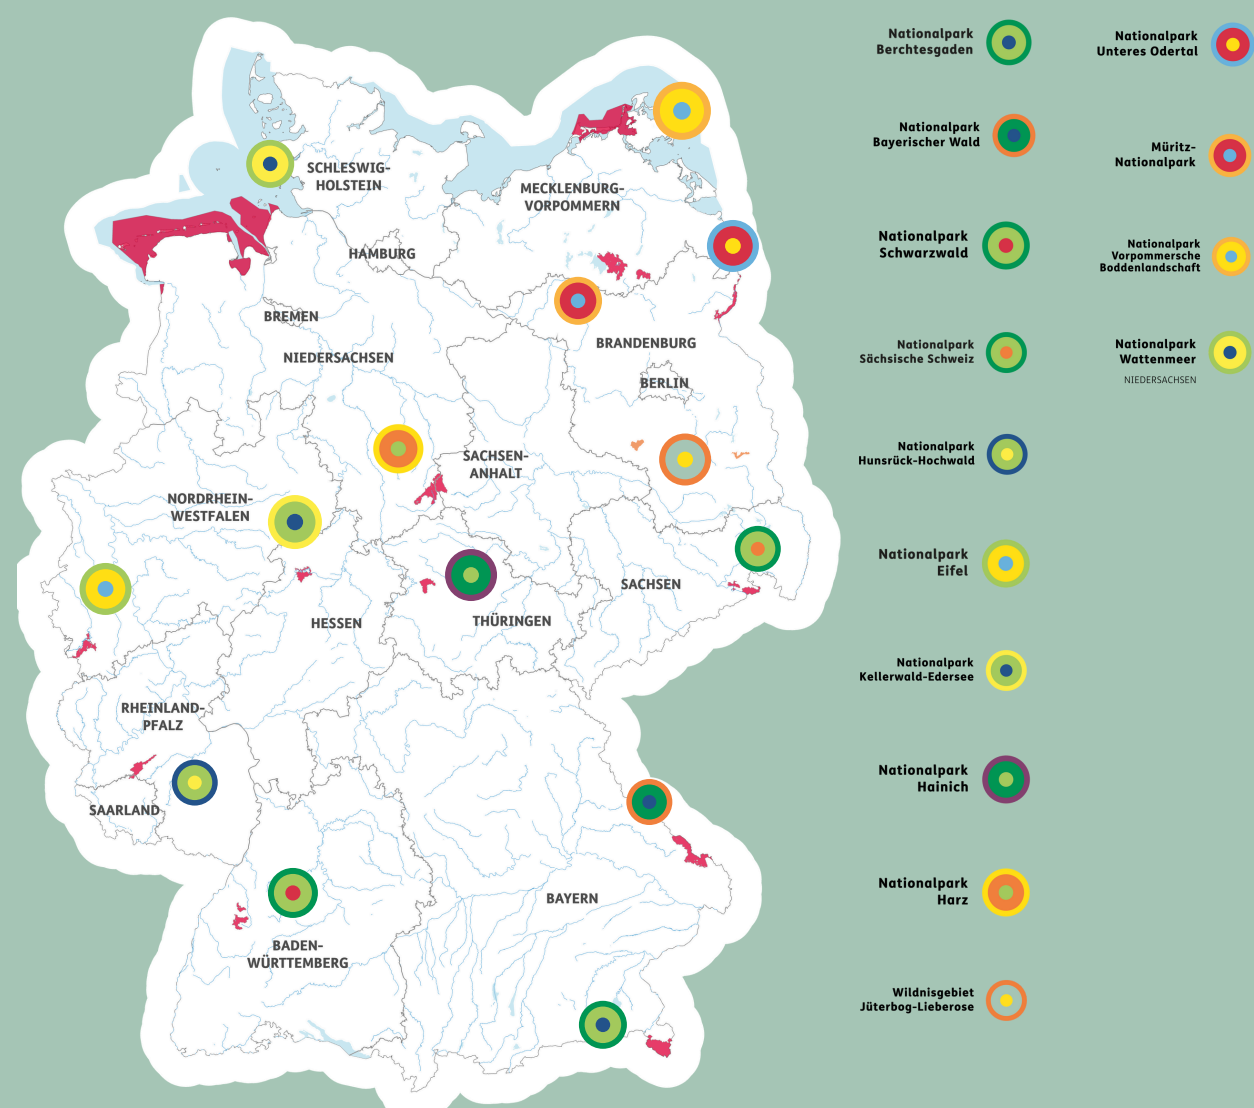 SCHLESWIG-
HOLSTEIN
MECKLENBURG-
VORPOMMERN
HAMBURG
BREMEN
NIEDERSACHSEN
BRANDENBURG
BERLIN
SACHSEN-
ANHALT
NORDRHEIN-
WESTFALEN
SACHSEN
HESSEN
THÜRINGEN
RHEINLAND-
PFALZ
SAARLAND
BAYERN
BADEN-
WÜRTTEMBERG
Nationalpark
Berchtesgaden
Nationalpark
Bayerischer Wald
Nationalpark
Schwarzwald
Nationalpark
Sächsische Schweiz
Nationalpark
Hunsrück-Hochwald
Nationalpark
Eifel
Nationalpark
Kellerwald-Edersee
Nationalpark
Hainich
Nationalpark
Harz
Wildnisgebiet
Jüterbog-Lieberose
Nationalpark
Unteres Odertal
Müritz-
Nationalpark
Nationalpark
Vorpommersche
Boddenlandschaft
Nationalpark
Wattenmeer
NIEDERSACHSEN